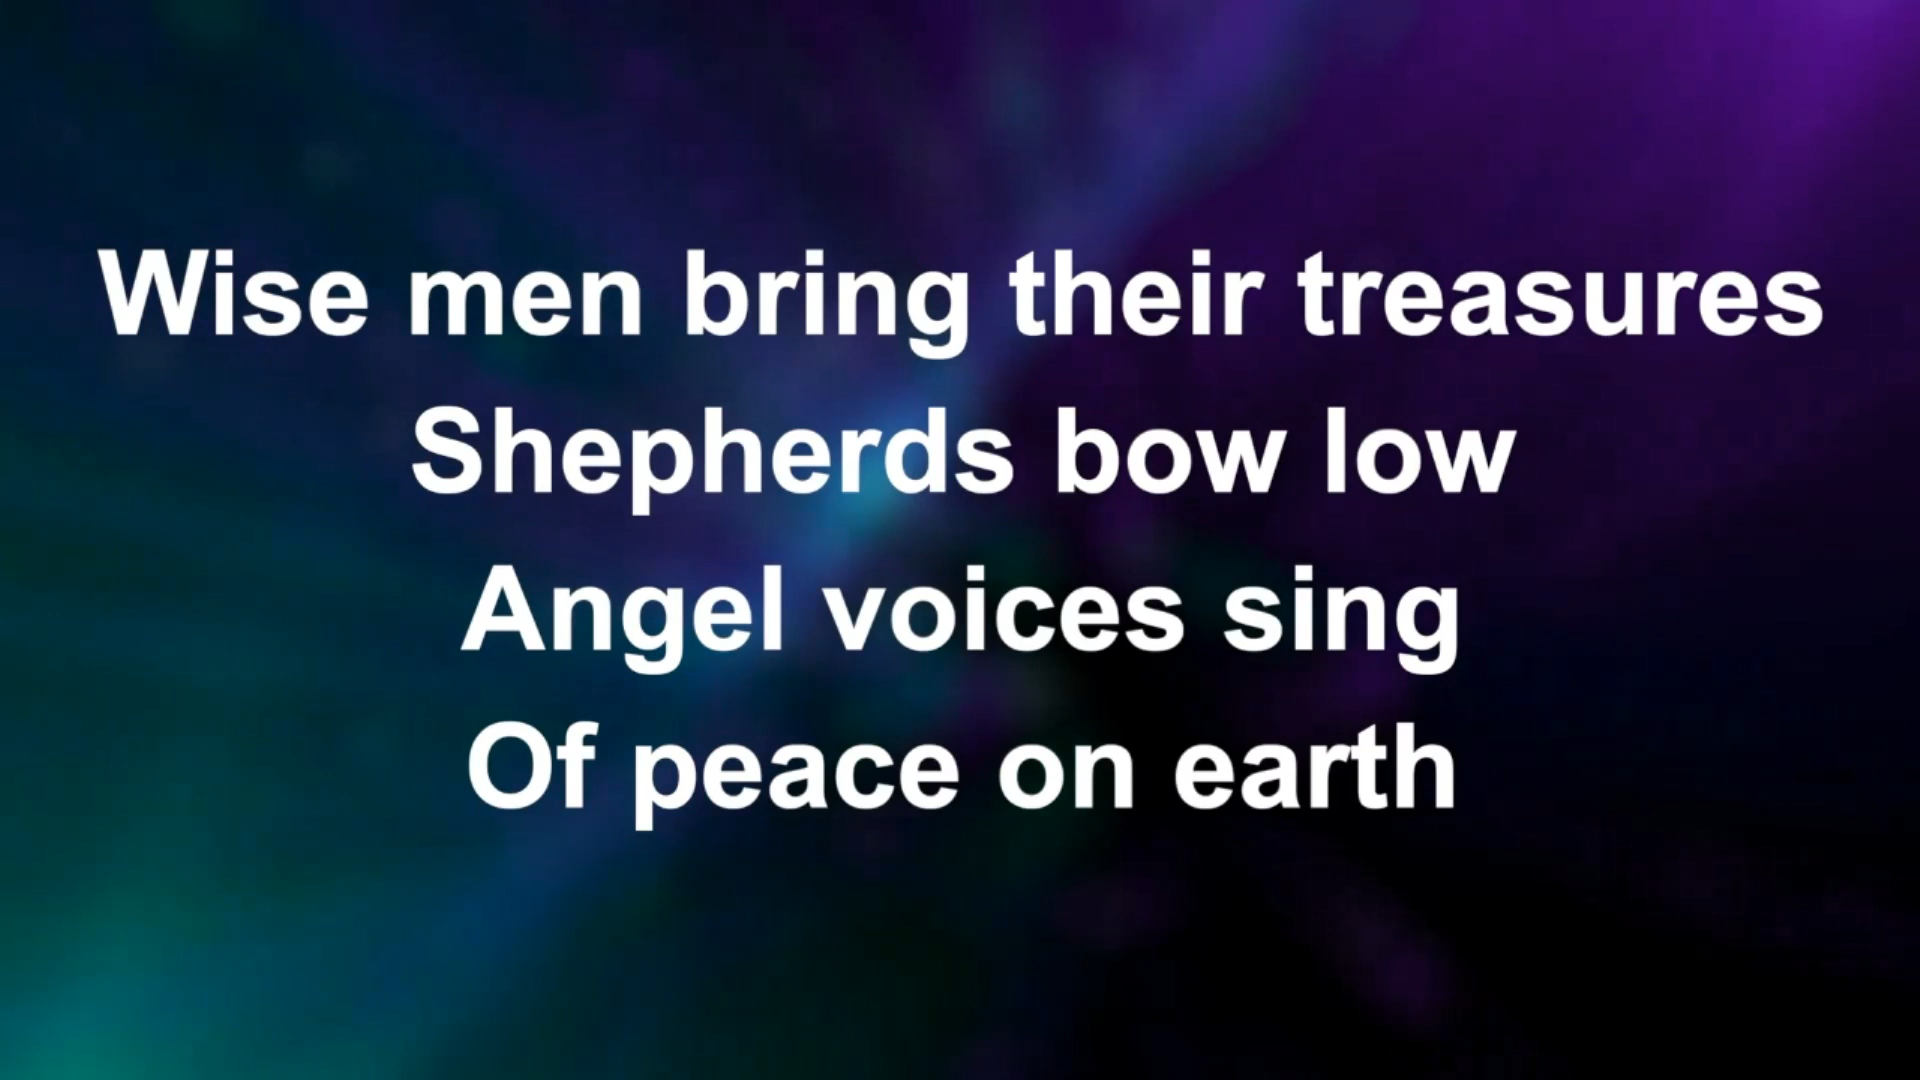 Wise men bring their treasures
Shepherds bow low
Angel voices sing
Of peace on earth